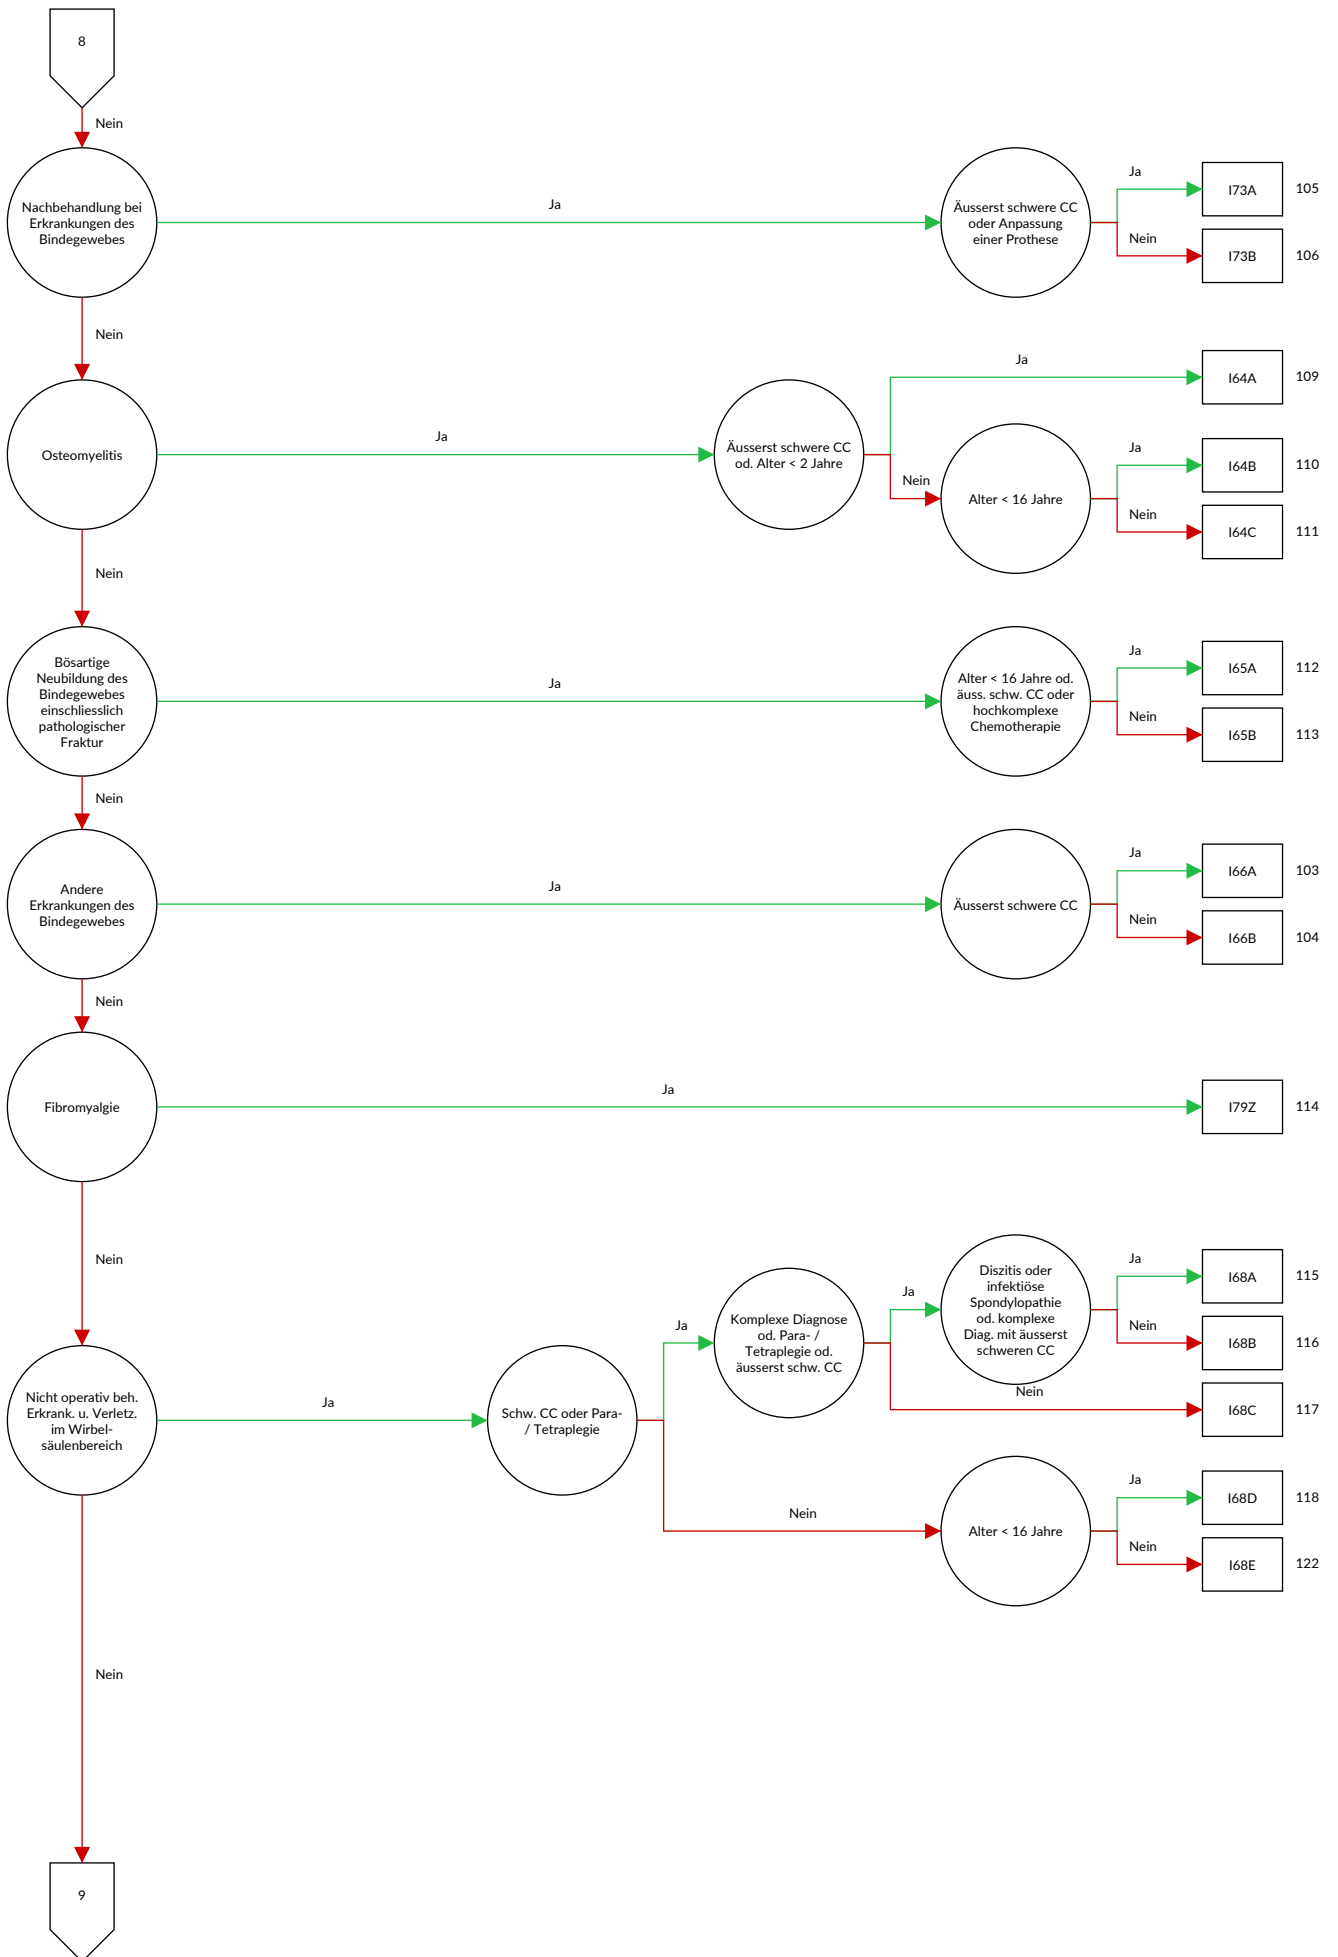 8
Nein
Nachbehandlung bei
Erkrankungen des
Bindegewebes
Ja
Äusserst schwere CC
oder Anpassung
einer Prothese
Ja
I73A
105
Nein
I73B
106
Nein
Osteomyelitis
Ja
Äusserst schwere CC
od. Alter < 2 Jahre
Ja
I64A
109
Nein
Alter < 16 Jahre
Ja
I64B
110
Nein
I64C
111
Nein
Bösartige
Neubildung des
Bindegewebes
einschliesslich
pathologischer
Fraktur
Ja
Alter < 16 Jahre od.
äuss. schw. CC oder
hochkomplexe
Chemotherapie
Ja
I65A
112
Nein
I65B
113
Nein
Andere
Erkrankungen des
Bindegewebes
Ja
Äusserst schwere CC
Ja
I66A
103
Nein
I66B
104
Nein
Fibromyalgie
Ja
I79Z
114
Nein
Nicht operativ beh.
Erkrank. u. Verletz.
im Wirbel-
säulenbereich
Ja
Schw. CC oder Para-
/ Tetraplegie
Ja
Komplexe Diagnose
od. Para- /
Tetraplegie od.
äusserst schw. CC
Ja
Diszitis oder
infektiöse
Spondylopathie
od. komplexe
Diag. mit äusserst
schweren CC
Ja
I68A
115
Nein
I68B
116
Nein
I68C
117
Nein
Alter < 16 Jahre
Ja
I68D
118
Nein
I68E
122
Nein
9